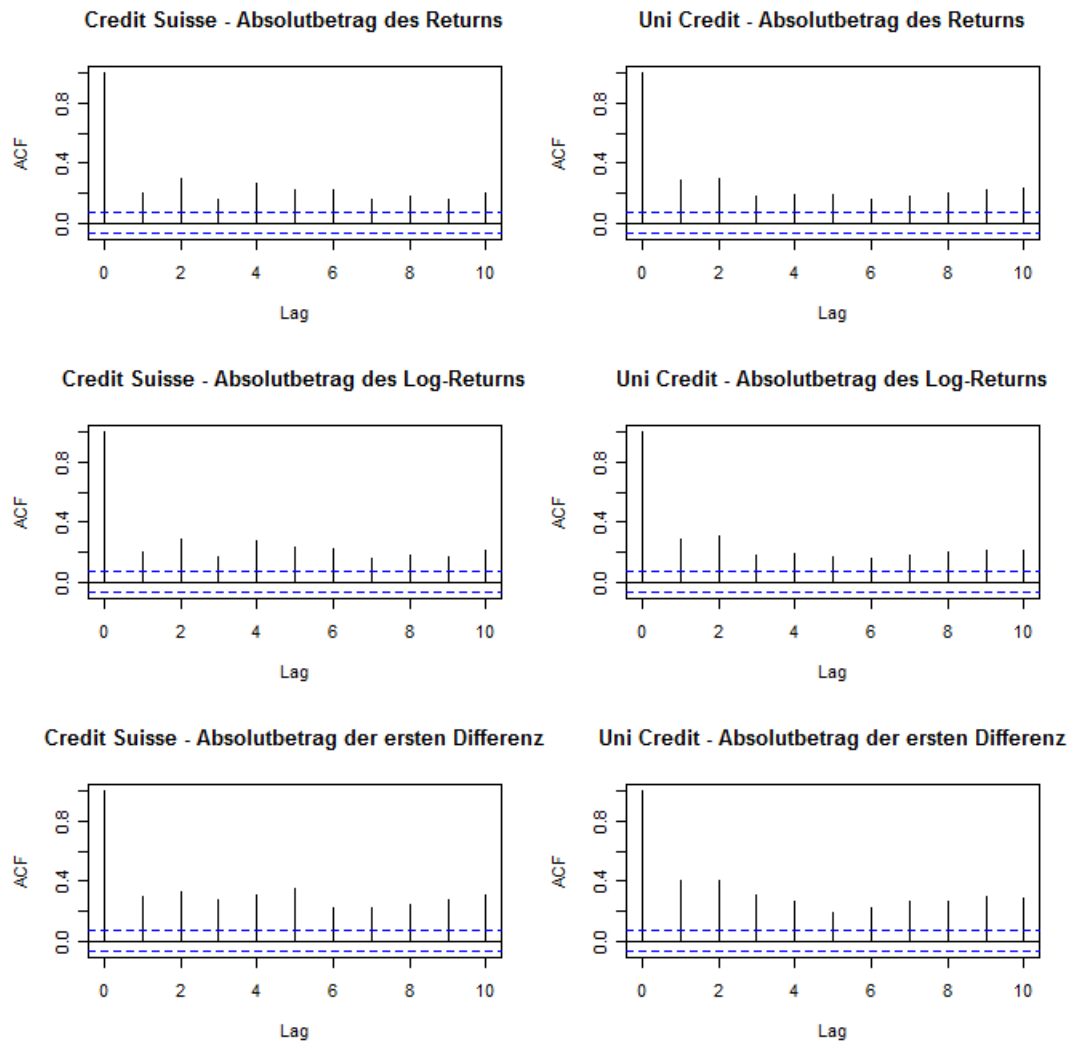 Credit Suisse - Absolutbetrag des Returns
ACF
0.8
0.4
0.0
0 2 4 6 8 10
Lag
Uni Credit - Absolutbetrag des Returns
ACF
0.8
0.4
0.0
0 2 4 6 8 10
Lag
Credit Suisse - Absolutbetrag des Log-Returns
ACF
0.8
0.4
0.0
0 2 4 6 8 10
Lag
Uni Credit - Absolutbetrag des Log-Returns
ACF
0.8
0.4
0.0
0 2 4 6 8 10
Lag
Credit Suisse - Absolutbetrag der ersten Differenz
ACF
0.8
0.4
0.0
0 2 4 6 8 10
Lag
Uni Credit - Absolutbetrag der ersten Differenz
ACF
0.8
0.4
0.0
0 2 4 6 8 10
Lag